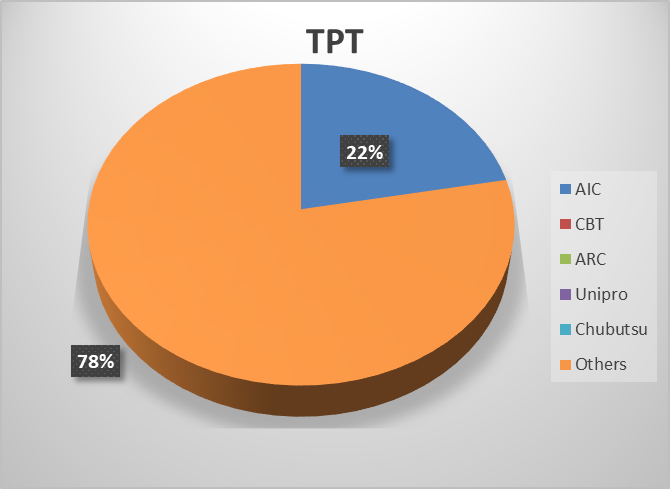 TPT
22%
78%
AIC
CBT
ARC
Unipro
Chubutsu
Others